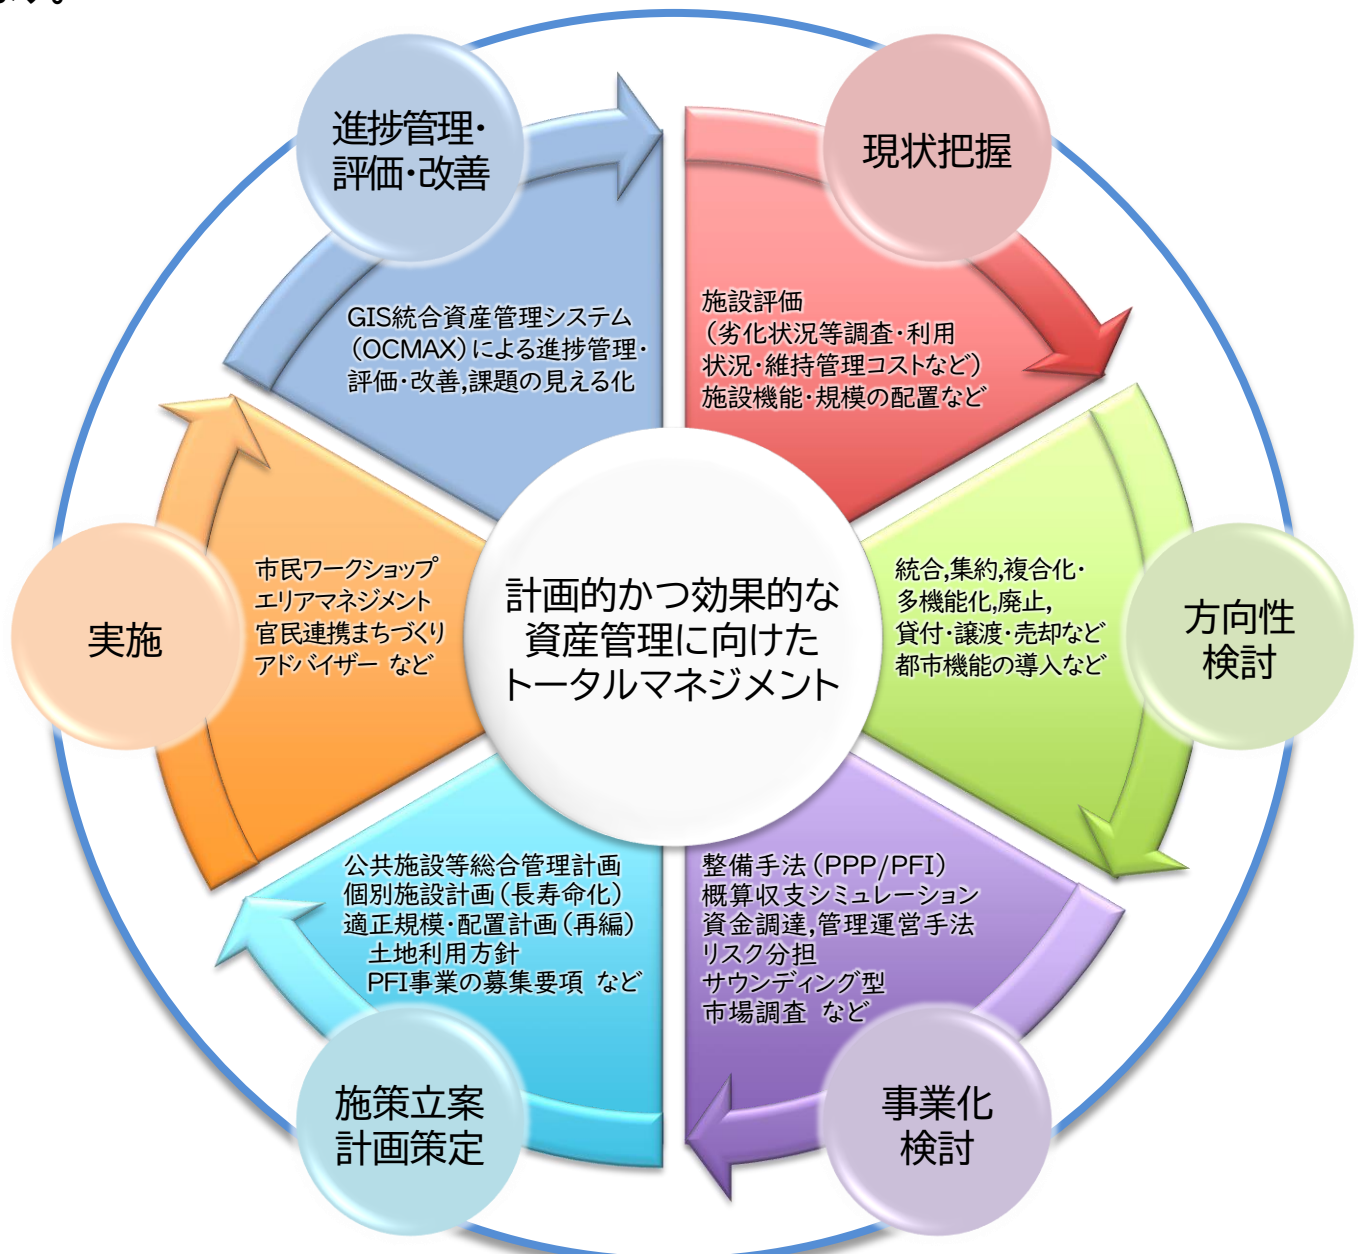 進捗管理・
評価・改善
現状把握
GIS統合資産管理システム
（OCMAX）による進捗管理・
評価・改善,課題の見える化
施設評価
（劣化状況等調査・利用
状況・維持管理コストなど）
施設機能・規模の配置など
市民ワークショップ
エリアマネジメント
官民連携まちづくり
アドバイザー など
実施
計画的かつ効果的な
資産管理に向けた
トータルマネジメント
統合,集約,複合化・
多機能化,廃止,
貸付・譲渡・売却など
都市機能の導入など
方向性
検討
公共施設等総合管理計画
個別施設計画（長寿命化）
適正規模・配置計画（再編）
土地利用方針
PFI事業の募集要項 など
整備手法（PPP/PFI）
概算収支シミュレーション
資金調達,管理運営手法
リスク分担
サウンディング型
市場調査 など
施策立案
計画策定
事業化
検討